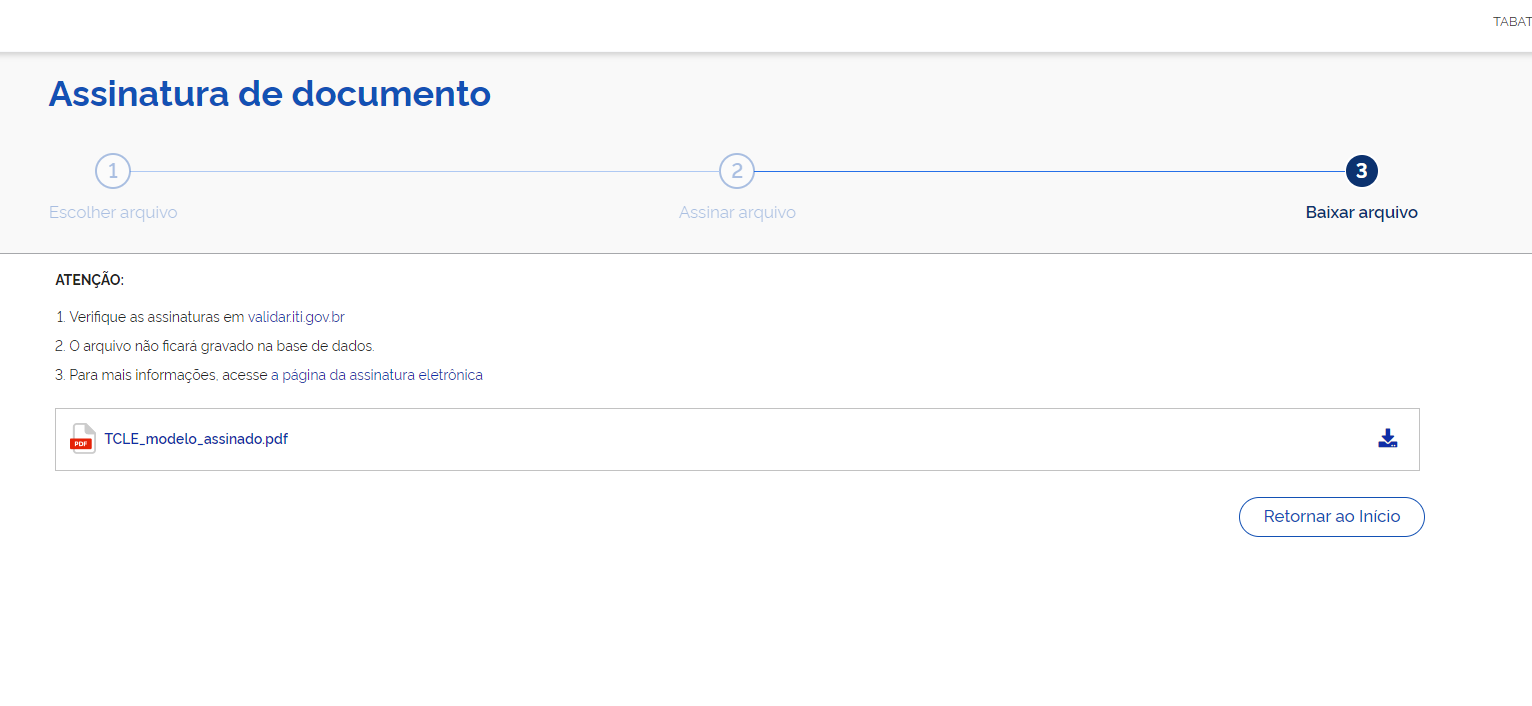 TABAT
Assinatura de documento
1
2
3
Escolher arquivo
Assinar arquivo
Baixar arquivo
ATENÇÃO:
1. Verifique as assinaturas em validar.iti.gov.br
2. O arquivo não ficará gravado na base de dados.
3. Para mais informações, acesse a página da assinatura eletrônica
PDF
TCLE_modelo_assinado.pdf
Retornar ao Início